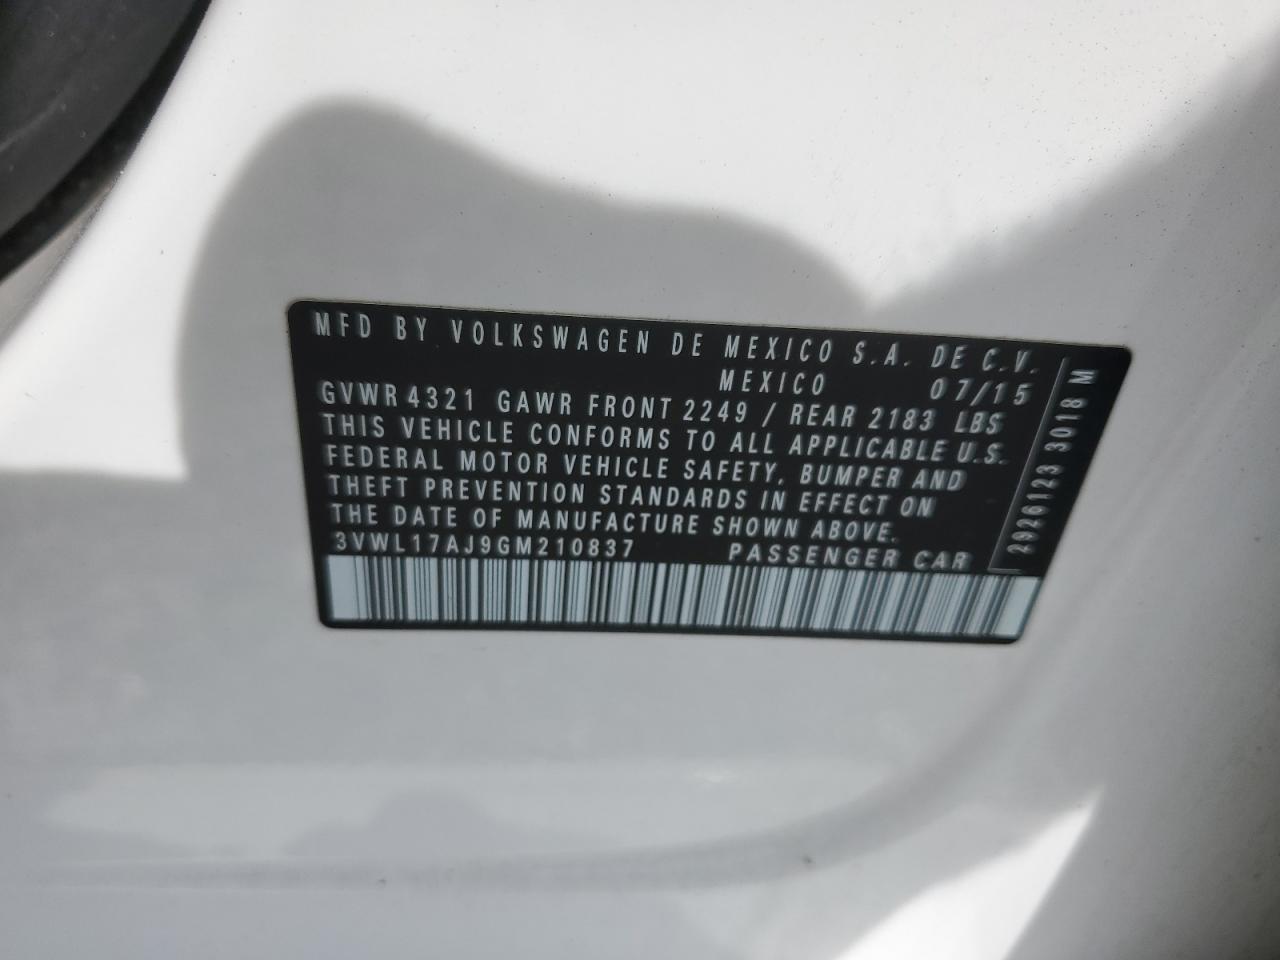 MFD BY VOLKSWAGEN DE MEXICO S.A. DE C.V.
MEXICO 07/15
GVWR 4321 GAWR FRONT 2249 / REAR 2183 LBS
THIS VEHICLE CONFORMS TO ALL APPLICABLE U.S.
FEDERAL MOTOR VEHICLE SAFETY, BUMPER AND
THEFT PREVENTION STANDARDS IN EFFECT ON
THE DATE OF MANUFACTURE SHOWN ABOVE.
3VWL17AJ9GM210837 PASSENGER CAR
2926123 3018 M